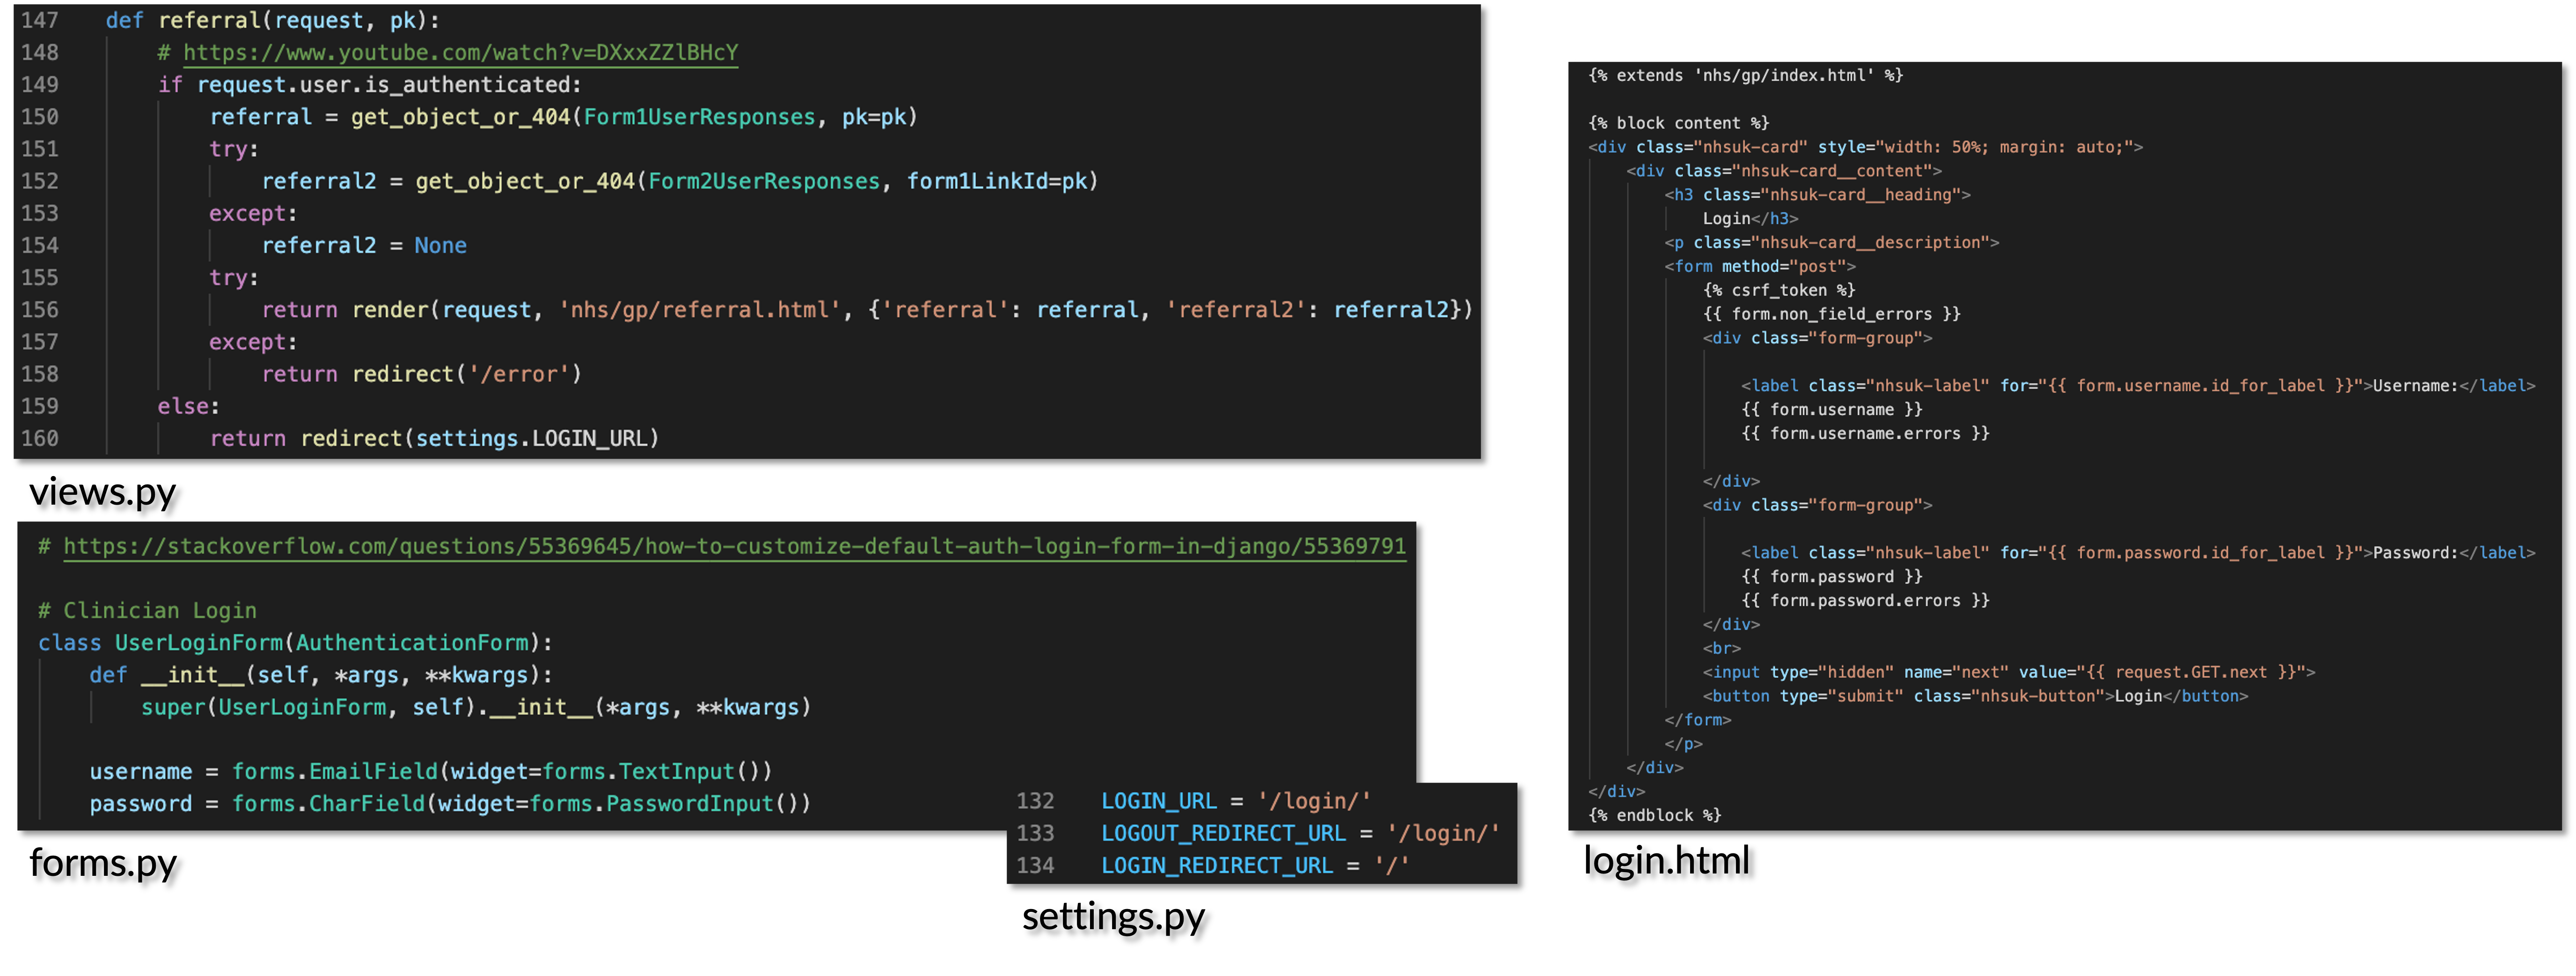 147 def referral(request, pk):
148 # https://www.youtube.com/watch?v=DXxxZZlBHcY
149 if request.user.is_authenticated:
150 referral = get_object_or_404(Form1UserResponses, pk=pk)
151 try:
152 referral2 = get_object_or_404(Form2UserResponses, form1LinkId=pk)
153 except:
154 referral2 = None
155 try:
156 return render(request, 'nhs/gp/referral.html', {'referral': referral, 'referral2': referral2})
157 except:
158 return redirect('/error')
159 else:
160 return redirect(settings.LOGIN_URL)
views.py
# https://stackoverflow.com/questions/55369645/how-to-customize-default-auth-login-form-in-django/55369791
# Clinician Login
class UserLoginForm(AuthenticationForm):
def __init__(self, *args, **kwargs):
super(UserLoginForm, self).__init__(*args, **kwargs)
username = forms.EmailField(widget=forms.TextInput())
password = forms.CharField(widget=forms.PasswordInput())
forms.py
132 LOGIN_URL = '/login/'
133 LOGOUT_REDIRECT_URL = '/login/'
134 LOGIN_REDIRECT_URL = '/'
settings.py
{% extends 'nhs/gp/index.html' %}
{% block content %}
<div class="nhsuk-card" style="width: 50%; margin: auto;">
<div class="nhsuk-card__content">
<h3 class="nhsuk-card__heading">
Login</h3>
<p class="nhsuk-card__description">
<form method="post">
{% csrf_token %}
{{ form.non_field_errors }}
<div class="form-group">
<label class="nhsuk-label" for="{{ form.username.id_for_label }}">Username:</label>
{{ form.username }}
{{ form.username.errors }}
</div>
<div class="form-group">
<label class="nhsuk-label" for="{{ form.password.id_for_label }}">Password:</label>
{{ form.password }}
{{ form.password.errors }}
</div>
<br>
<input type="hidden" name="next" value="{{ request.GET.next }}">
<button type="submit" class="nhsuk-button">Login</button>
</form>
</p>
</div>
</div>
{% endblock %}
login.html